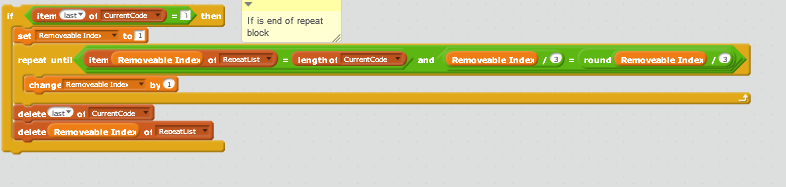 if item last of CurrentCode = } then
If is end of repeat
block
set Removeable Index to 1
repeat until item Removeable Index of RepeatList = length of CurrentCode and Removeable Index / 3 = round Removeable Index / 3
change Removeable Index by 1
delete last of CurrentCode
delete Removeable Index of RepeatList